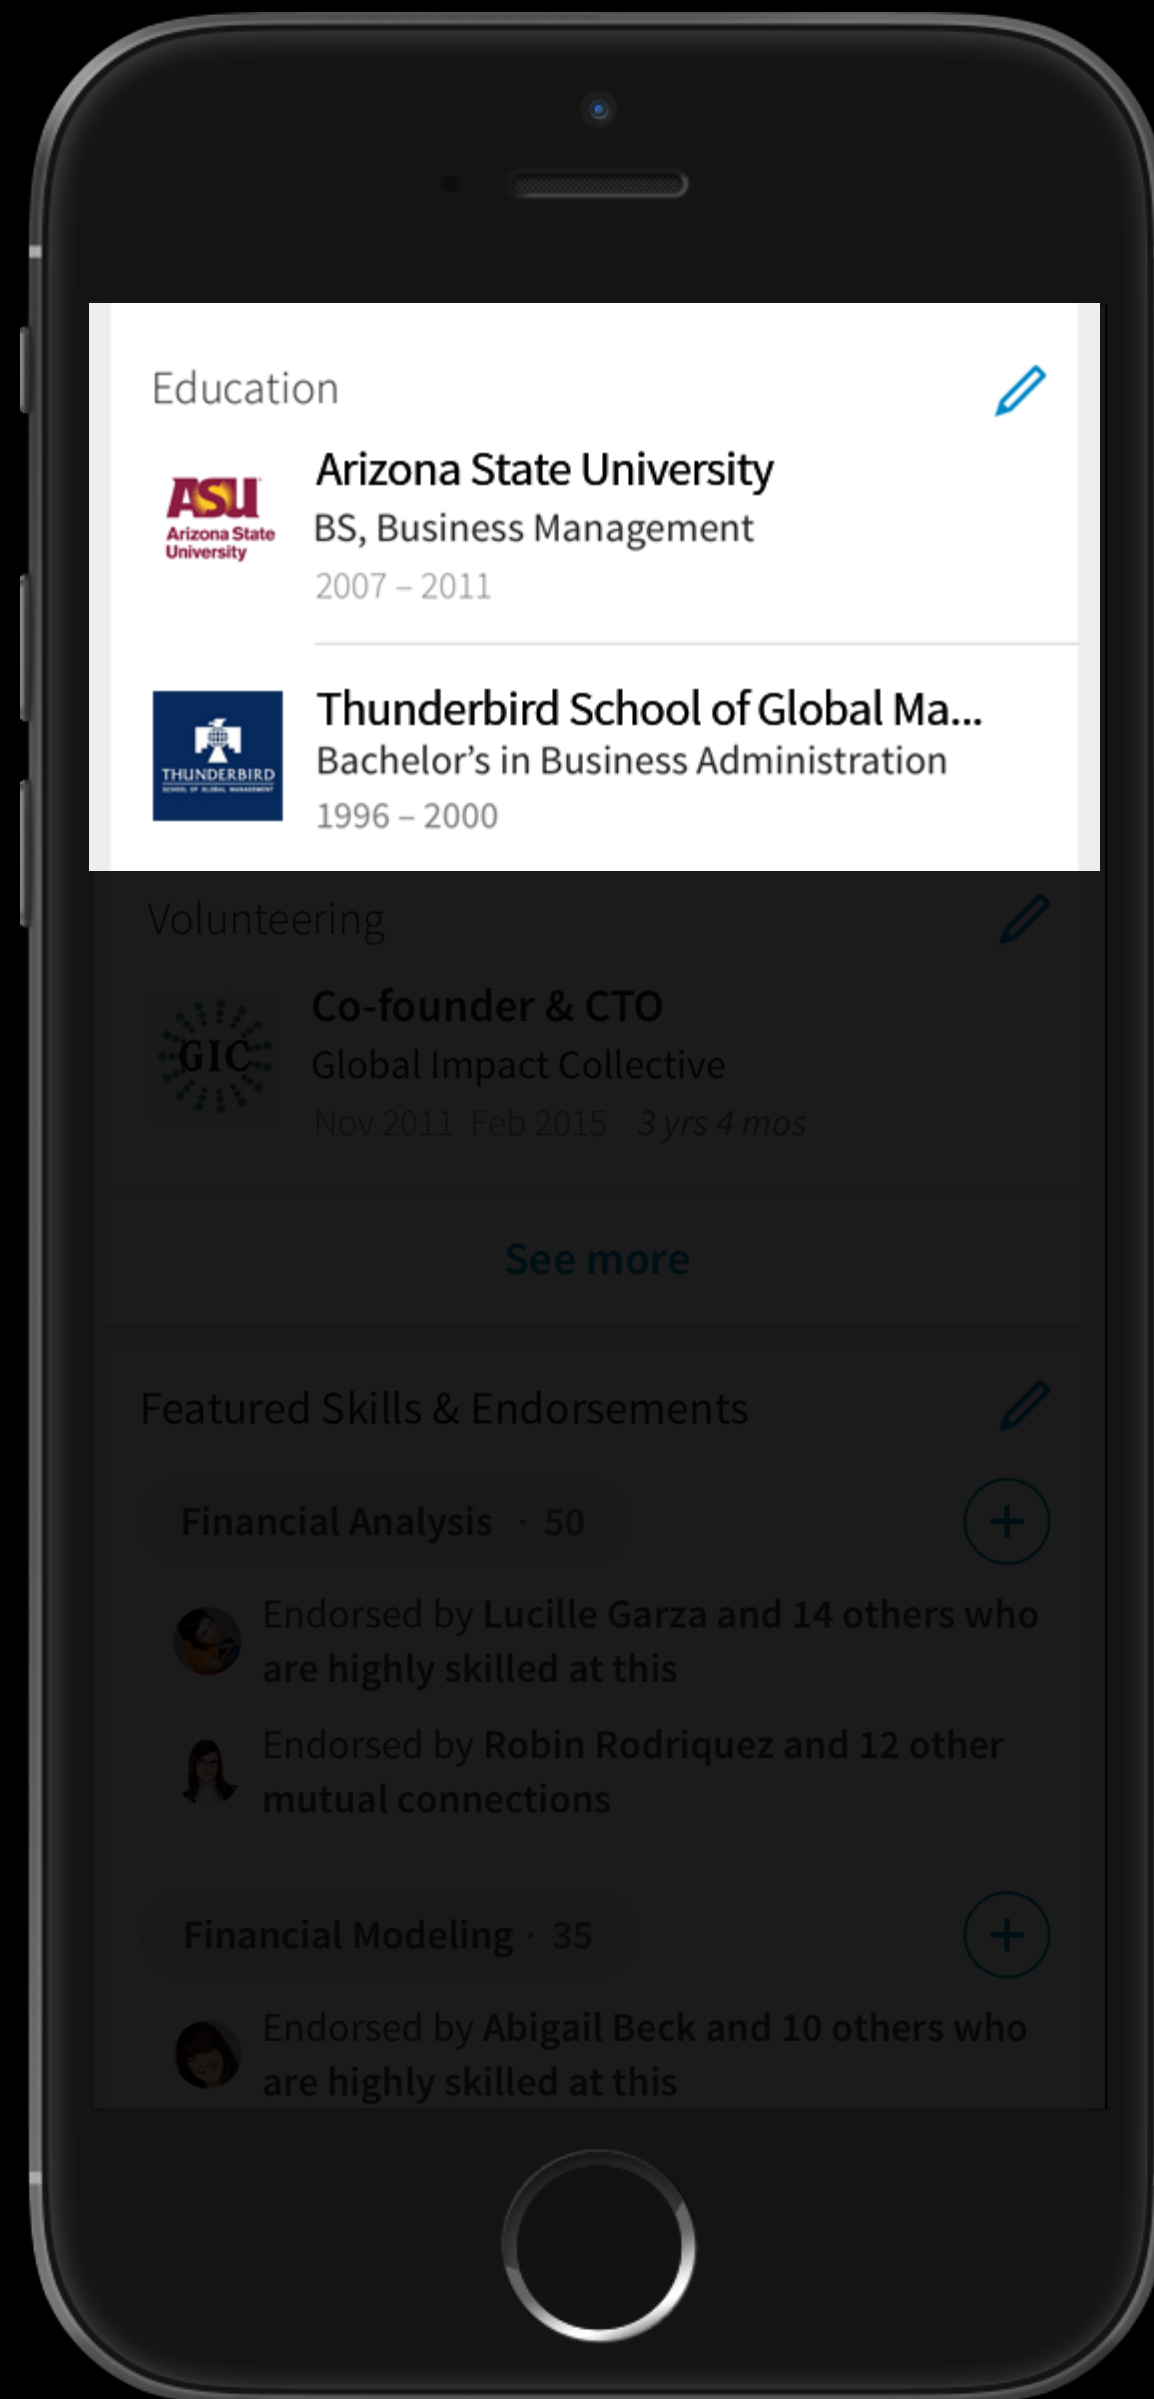 Education
ASU
Arizona State
University
Arizona State University
BS, Business Management
2007 – 2011
THUNDERBIRD
SCHOOL OF GLOBAL MANAGEMENT
Thunderbird School of Global Ma...
Bachelor’s in Business Administration
1996 – 2000
Volunteering
GIC
Co-founder & CTO
Global Impact Collective
Nov 2011 Feb 2015 3 yrs 4 mos
See more
Featured Skills & Endorsements
Financial Analysis · 50
Endorsed by Lucille Garza and 14 others who
are highly skilled at this
Endorsed by Robin Rodriquez and 12 other
mutual connections
Financial Modeling · 35
Endorsed by Abigail Beck and 10 others who
are highly skilled at this